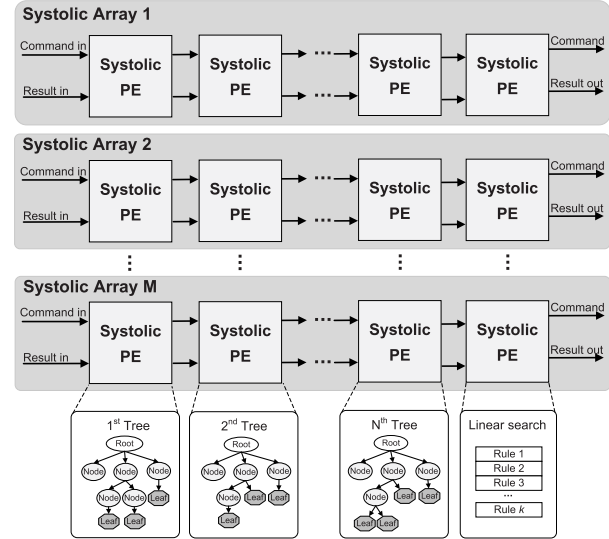 Systolic Array 1
Command in
Result in
Systolic PE
Systolic PE
...
...
Systolic PE
Systolic PE
Command
Result out
Systolic Array 2
Command in
Result in
Systolic PE
Systolic PE
...
...
Systolic PE
Systolic PE
Command
Result out
Systolic Array M
Command in
Result in
Systolic PE
Systolic PE
...
...
Systolic PE
Systolic PE
Command
Result out
1st Tree
Root
Node Node Node
Node Node Leaf
Leaf Leaf
2nd Tree
Root
Node Node Node
Node Leaf Leaf
Leaf
Nth Tree
Root
Node Node Node
Node Leaf Leaf
Leaf Leaf
Linear search
Rule 1
Rule 2
Rule 3
...
Rule k